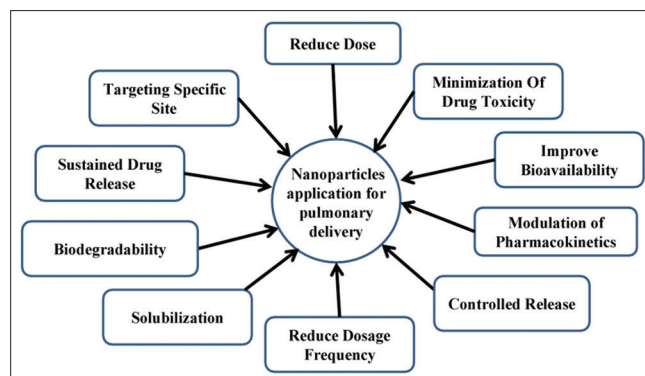 Reduce Dose
Minimization Of
Drug Toxicity
Targeting Specific
Site
Improve
Bioavailability
Sustained Drug
Release
Nanoparticles
application for
pulmonary
delivery
Modulation of
Pharmacokinetics
Biodegradability
Controlled Release
Solubilization
Reduce Dosage
Frequency